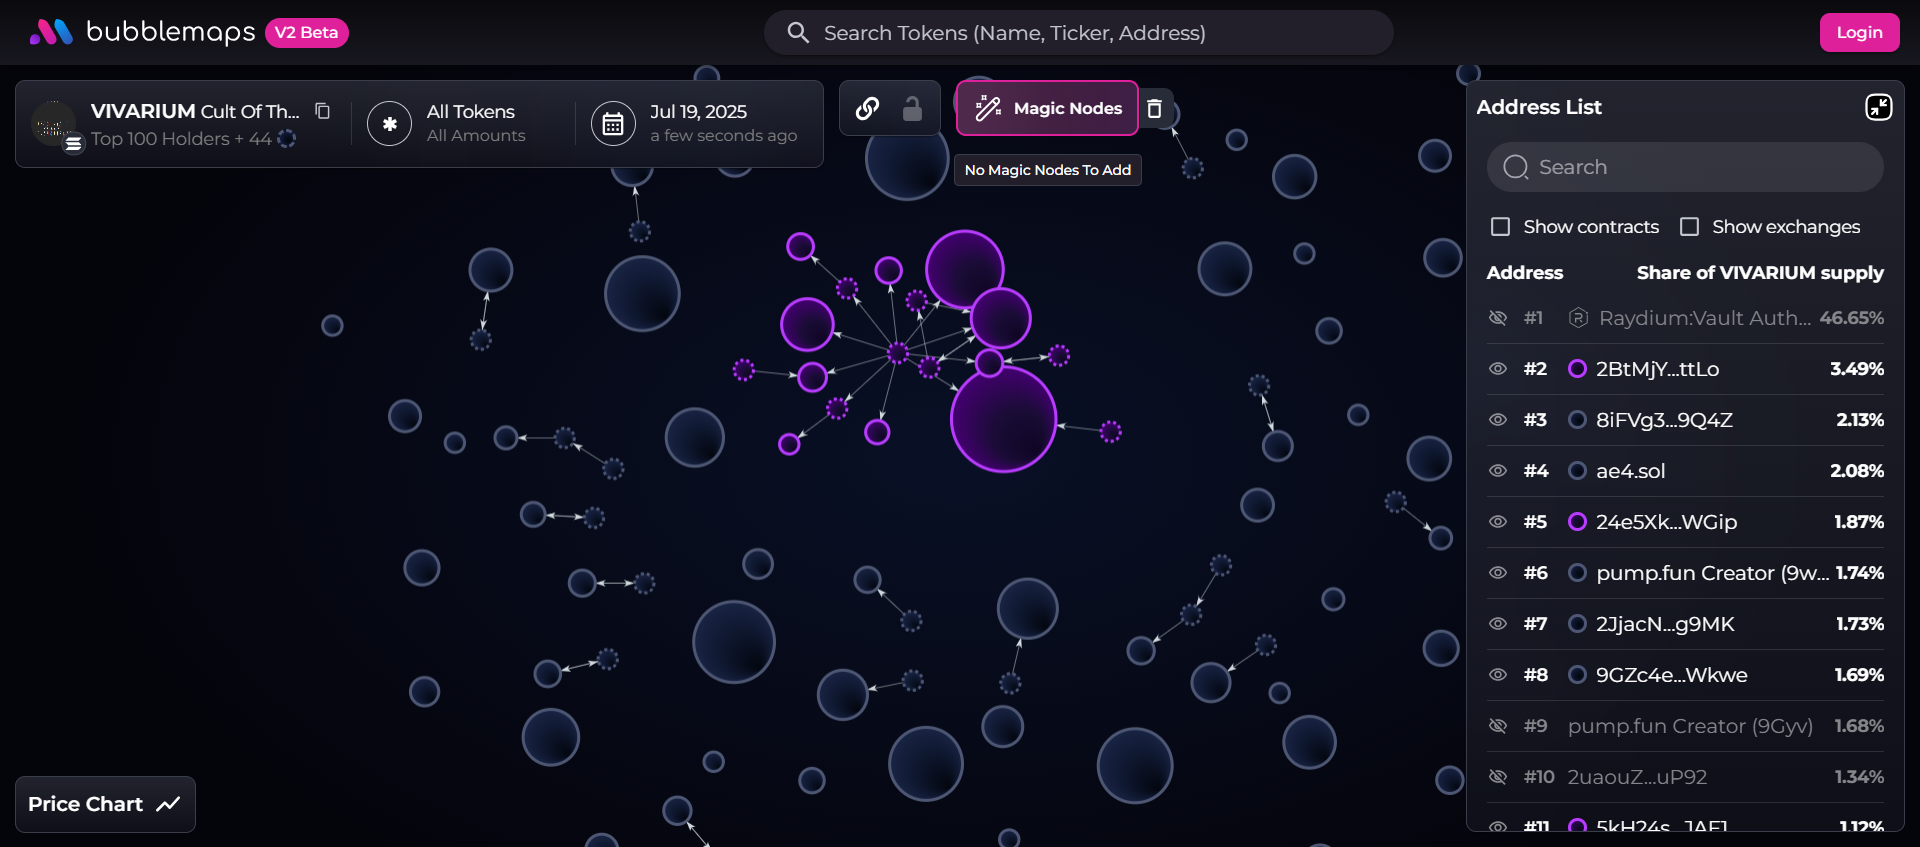 bubblemaps V2 Beta
Search Tokens (Name, Ticker, Address)
Login
VIVARIUM Cult Of Th...
Top 100 Holders + 44
All Tokens
All Amounts
Jul 19, 2025
a few seconds ago
Magic Nodes
No Magic Nodes To Add
Address List
Search
Show contracts
Show exchanges
Address Share of VIVARIUM supply
#1 Raydium:Vault Auth... 46.65%
#2 2BtMjY...ttLo 3.49%
#3 8iFVg3...9Q4Z 2.13%
#4 ae4.sol 2.08%
#5 24e5Xk...WGip 1.87%
#6 pump.fun Creator (9w... 1.74%
#7 2JjacN...g9MK 1.73%
#8 9GZc4e...Wkwe 1.69%
#9 pump.fun Creator (9Gyv) 1.68%
#10 2uaouZ...uP92 1.34%
#11 1.12%
Price Chart